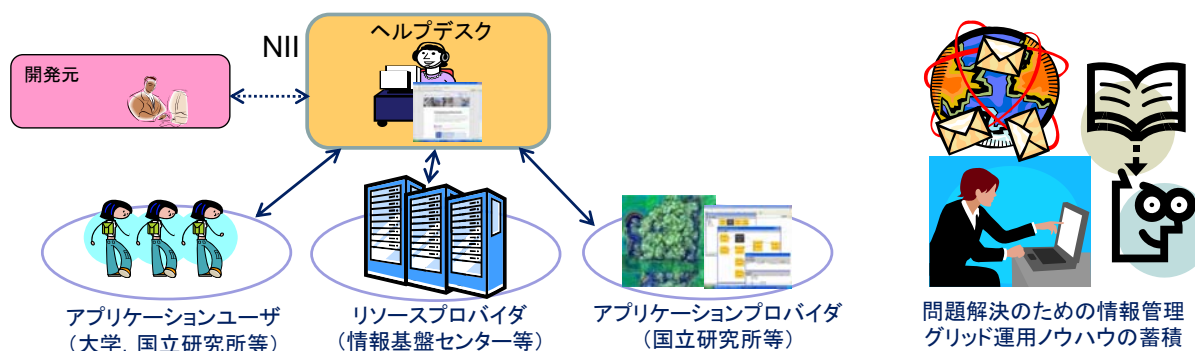 NII
ヘルプデスク
開発元
アプリケーションユーザ
（大学，国立研究所等）
リソースプロバイダ
（情報基盤センター等）
アプリケーションプロバイダ
（国立研究所等）
問題解決のための情報管理
グリッド運用ノウハウの蓄積